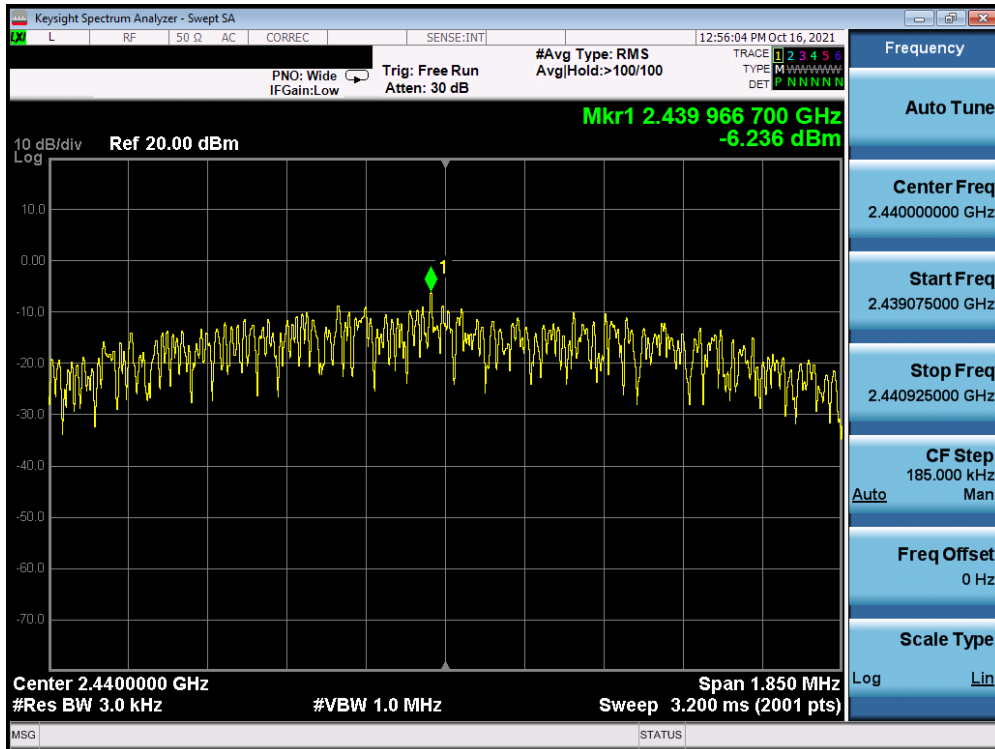 Keysight Spectrum Analyzer - Swept SA
LXI L RF 50 Ω AC CORREC SENSE:INT 12:56:04 PM Oct 16, 2021
PNO: Wide
IFGain:Low
Trig: Free Run
Atten: 30 dB
#Avg Type: RMS
Avg|Hold:>100/100
TRACE 1 2 3 4 5 6
TYPE M W W W W W
DET P N N N N N
Mkr1 2.439 966 700 GHz
-6.236 dBm
10 dB/div Ref 20.00 dBm
Log
10.0
0.00
-10.0
-20.0
-30.0
-40.0
-50.0
-60.0
-70.0
1
Center 2.4400000 GHz Span 1.850 MHz
#Res BW 3.0 kHz #VBW 1.0 MHz Sweep 3.200 ms (2001 pts)
MSG STATUS
Frequency
Auto Tune
Center Freq
2.440000000 GHz
Start Freq
2.439075000 GHz
Stop Freq
2.440925000 GHz
CF Step
185.000 kHz
Auto Man
Freq Offset
0 Hz
Scale Type
Log Lin